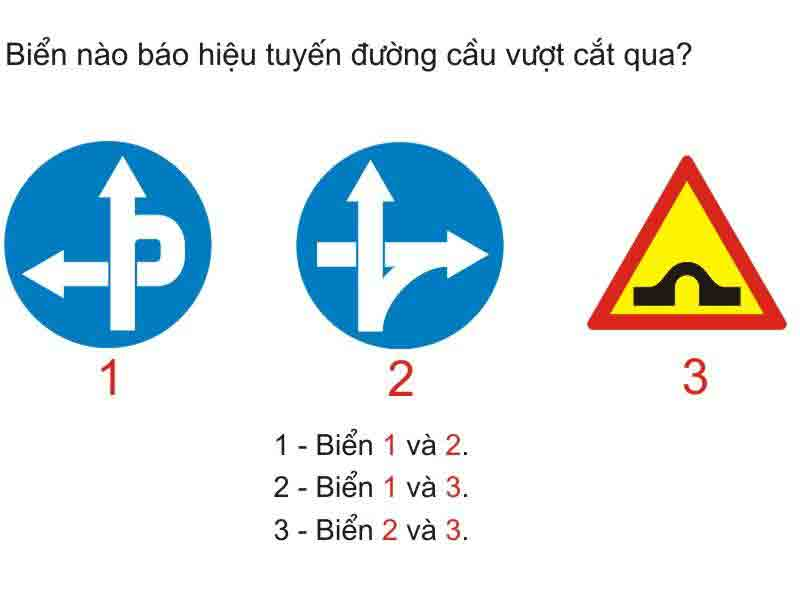 Biển nào báo hiệu tuyến đường cầu vượt cắt qua?
1 2 3
1 - Biển 1 và 2.
2 - Biển 1 và 3.
3 - Biển 2 và 3.